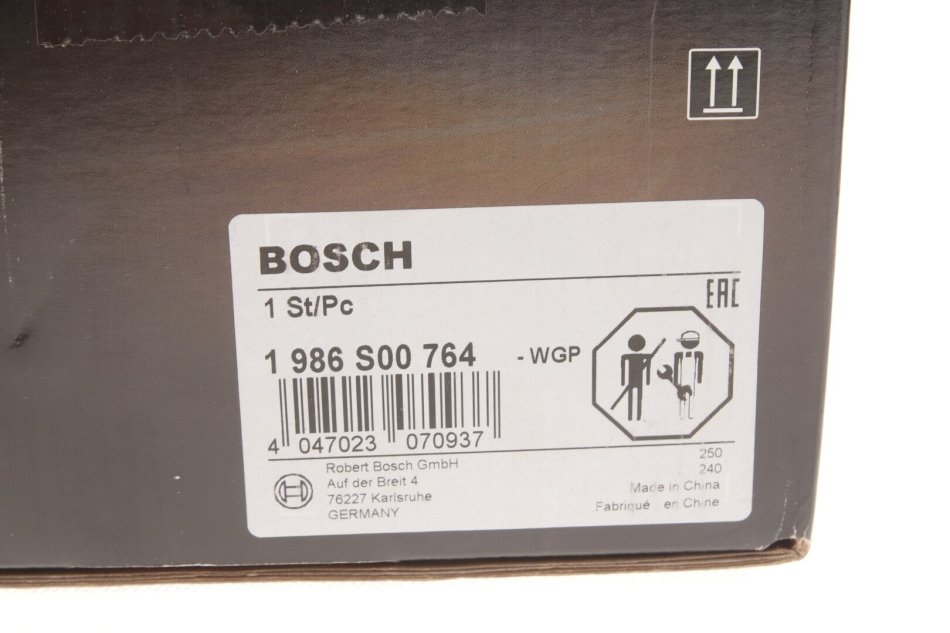 BOSCH
EAC
1 St/Pc
1 986 S00 764 - WGP
4 047023 070937
Robert Bosch GmbH
Auf der Breit 4
76227 Karlsruhe
GERMANY
250
240
Made in China
Fabriqué en Chine